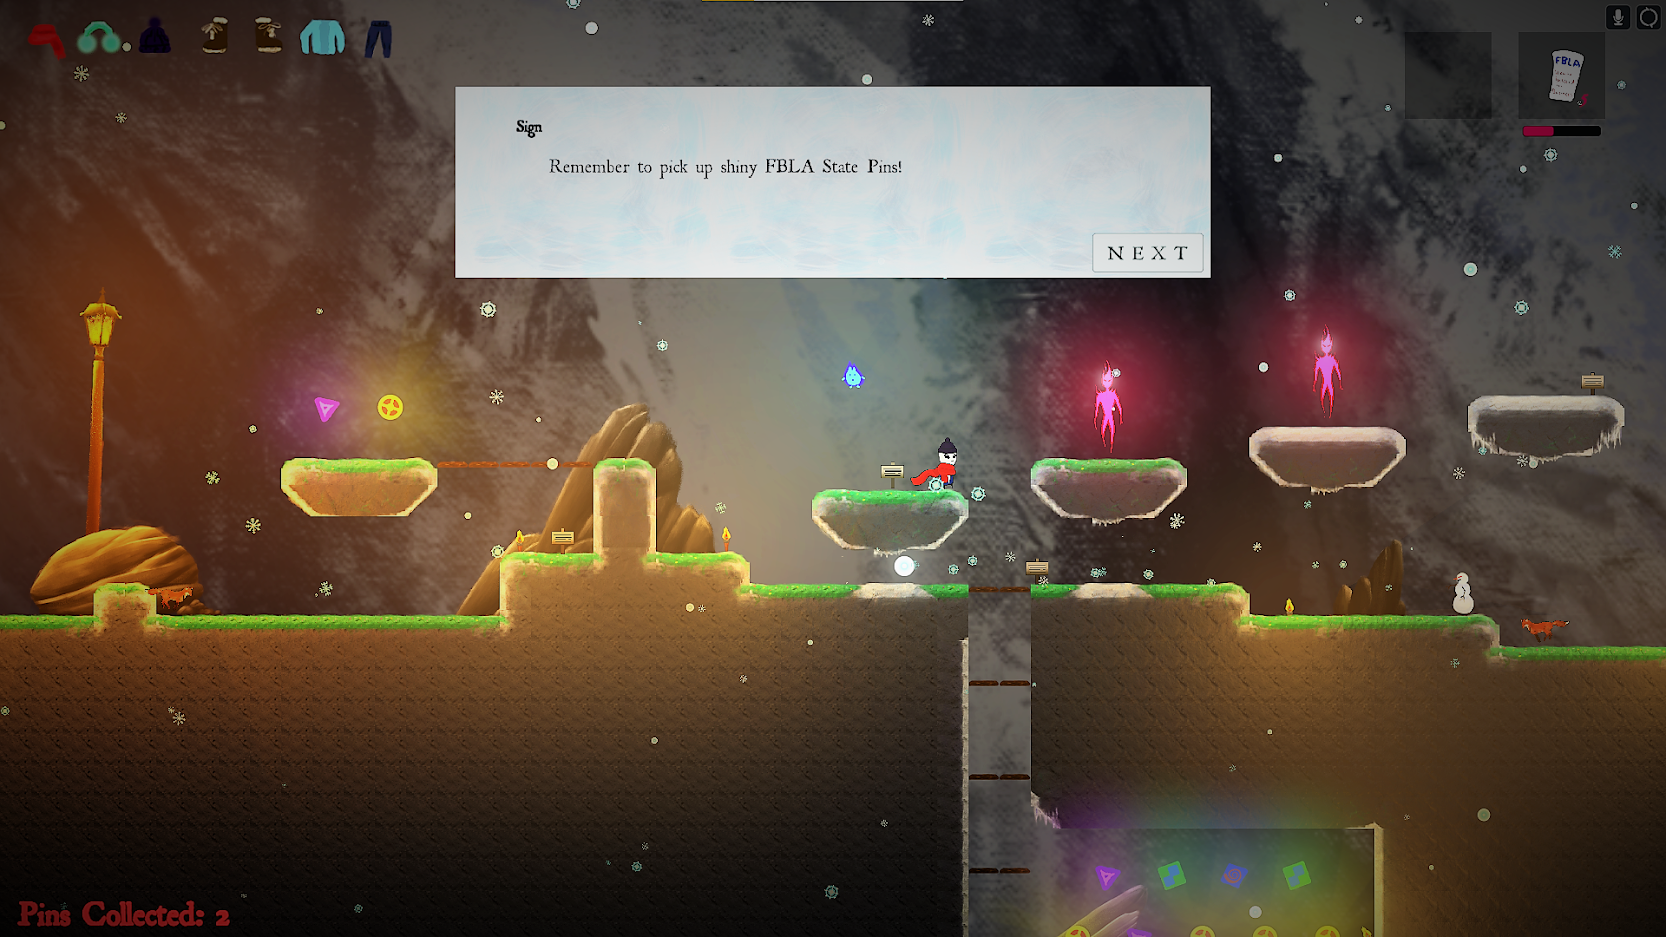 FBLA
Sign
Remember to pick up shiny FBLA State Pins!
NEXT
Pins Collected: 2